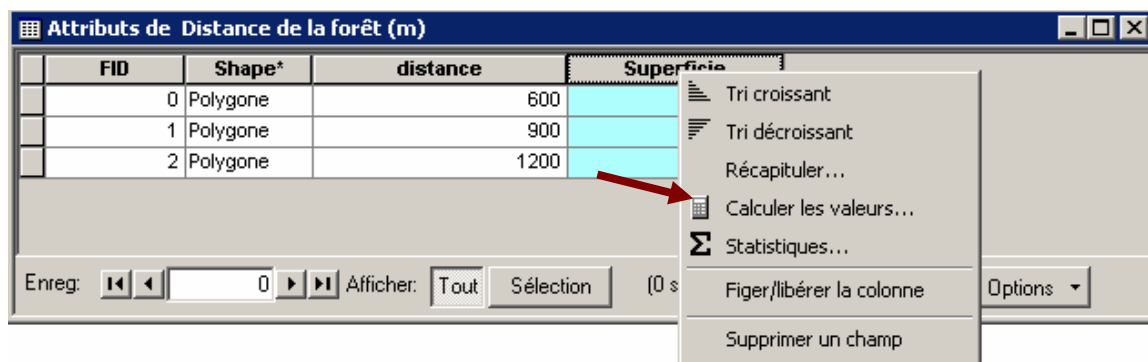 Attributs de Distance de la forêt (m)
FID Shape* distance Superficie
0 Polygone 600
1 Polygone 900
2 Polygone 1200
Tri croissant
Tri décroissant
Récapituler...
Calculer les valeurs...
Σ Statistiques...
Figer/libérer la colonne
Supprimer un champ
Enreg: 0 Afficher: Tout Sélection (0 s Options